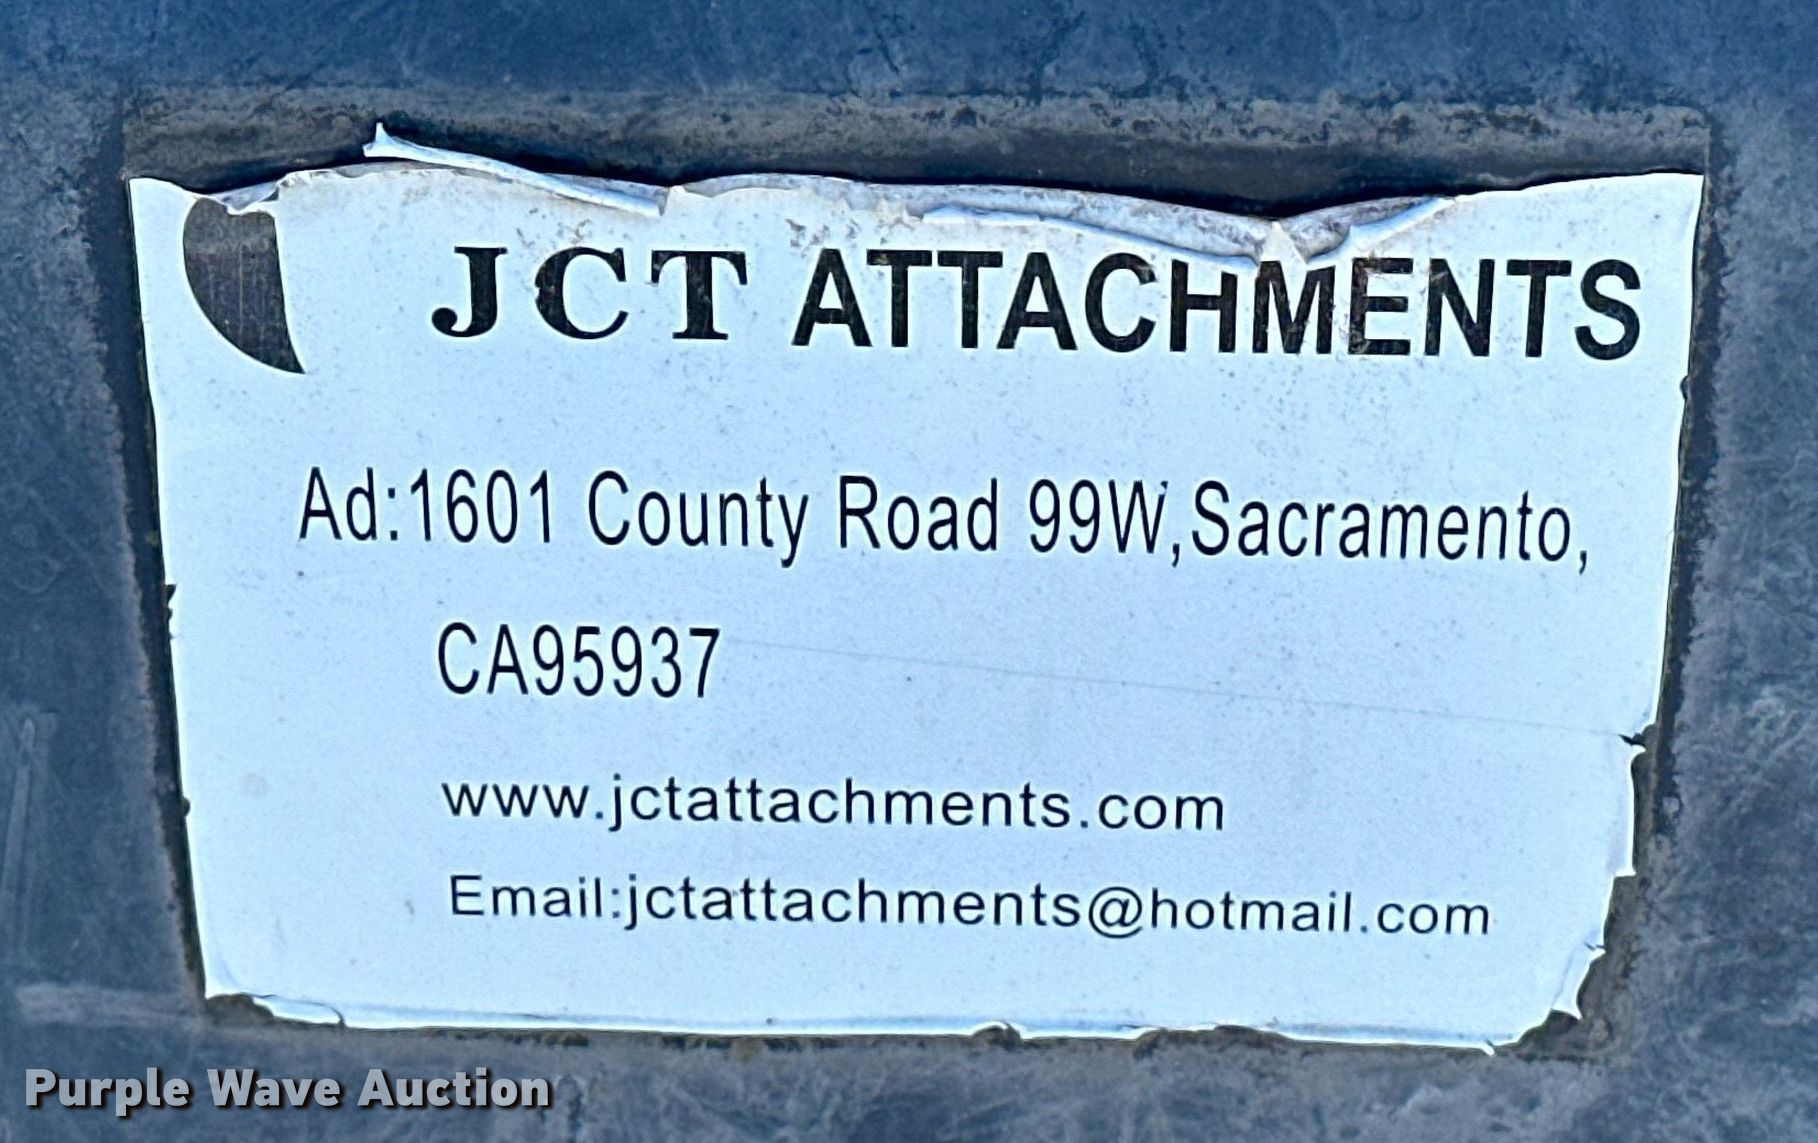 JCT ATTACHMENTS
Ad:1601 County Road 99W,Sacramento,
CA95937
www.jctattachments.com
Email:jctattachments@hotmail.com
Purple Wave Auction